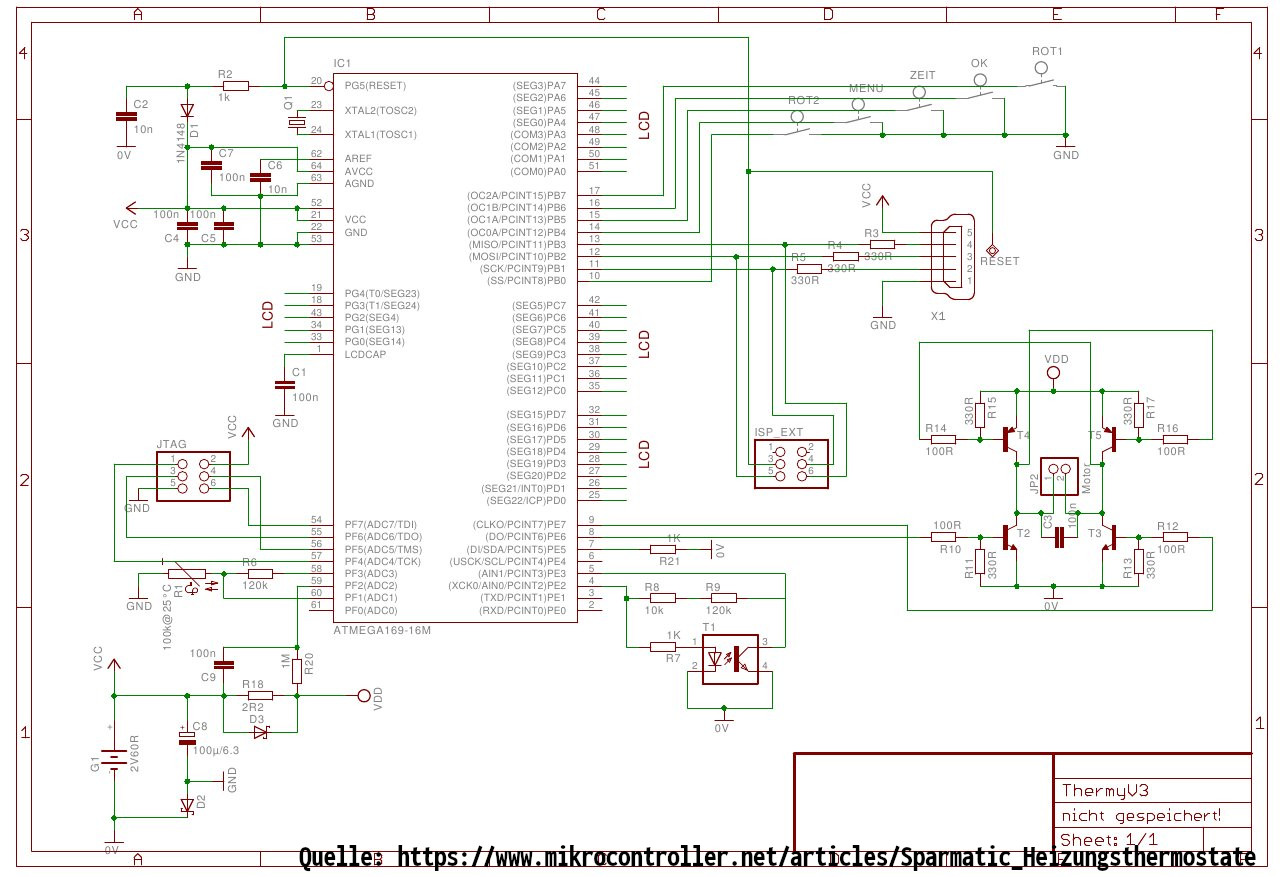 A B C D E F
4 4
3 3
2 2
1 1
IC1
R2
1k
C2
10n
0V
1N4148
D1
Q1
C7
100n
C6
10n
VCC
100n
100n
C4
C5
GND
20 PG5(RESET)
23 XTAL2(TOSC2)
24 XTAL1(TOSC1)
62 AREF
64 AVCC
63 AGND
52
21 VCC
22 GND
53
19 PG4(T0/SEG23)
18 PG3(T1/SEG24)
43 PG2(SEG4)
34 PG1(SEG13)
33 PG0(SEG14)
1 LCDCAP
LCD
C1
100n
GND
54 PF7(ADC7/TDI)
55 PF6(ADC6/TDO)
56 PF5(ADC5/TMS)
57 PF4(ADC4/TCK)
58 PF3(ADC3)
59 PF2(ADC2)
60 PF1(ADC1)
61 PF0(ADC0)
ATMEGA169-16M
(SEG3)PA7 44
(SEG2)PA6 45
(SEG1)PA5 46
(SEG0)PA4 47
(COM3)PA3 48
(COM2)PA2 49
(COM1)PA1 50
(COM0)PA0 51
LCD
(OC2A/PCINT15)PB7 17
(OC1B/PCINT14)PB6 16
(OC1A/PCINT13)PB5 15
(OC0A/PCINT12)PB4 14
(MISO/PCINT11)PB3 13
(MOSI/PCINT10)PB2 12
(SCK/PCINT9)PB1 11
(SS/PCINT8)PB0 10
(SEG5)PC7 42
(SEG6)PC6 41
(SEG7)PC5 40
(SEG8)PC4 39
(SEG9)PC3 38
(SEG10)PC2 37
(SEG11)PC1 36
(SEG12)PC0 35
LCD
(SEG15)PD7 32
(SEG16)PD6 31
(SEG17)PD5 30
(SEG18)PD4 29
(SEG19)PD3 28
(SEG20)PD2 27
(SEG21/INT0)PD1 26
(SEG22/ICP)PD0 25
LCD
(CLKO/PCINT7)PE7 9
(DO/PCINT6)PE6 8
(DI/SDA/PCINT5)PE5 7
(USCK/SCL/PCINT4)PE4 6
(AIN1/PCINT3)PE3 5
(XCK0/AIN0/PCINT2)PE2 4
(TXD/PCINT1)PE1 3
(RXD/PCINT0)PE0 2
ROT1
OK
ZEIT
MENU
ROT2
GND
VCC
R3
330R
R4
330R
R5
330R
5
4
3
2
1
X1
GND
RESET
JTAG
1 2
3 4
5 6
VCC
GND
ISP_EXT
1 2
3 4
5 6
R1
100k@25°C
GND
R6
120k
1K
R21
0V
R8
10k
R9
120k
1K
R7
T1
1 3
2 4
0V
VDD
330R
R15
330R
R17
R14
100R
R16
100R
T4
T5
JP2
1 2
Motor
C3
100n
T2
T3
100R
R10
R12
100R
R11
330R
R13
330R
0V
VCC
100n
C9
1M
R20
R18
2R2
D3
VDD
G1
2V60R
C8
100µ/6.3
GND
D2
0V
ThermyV3
nicht gespeichert!
Sheet: 1/1
A B C D E F
Quelle: https://www.mikrocontroller.net/articles/Sparmatic_Heizungsthermostate